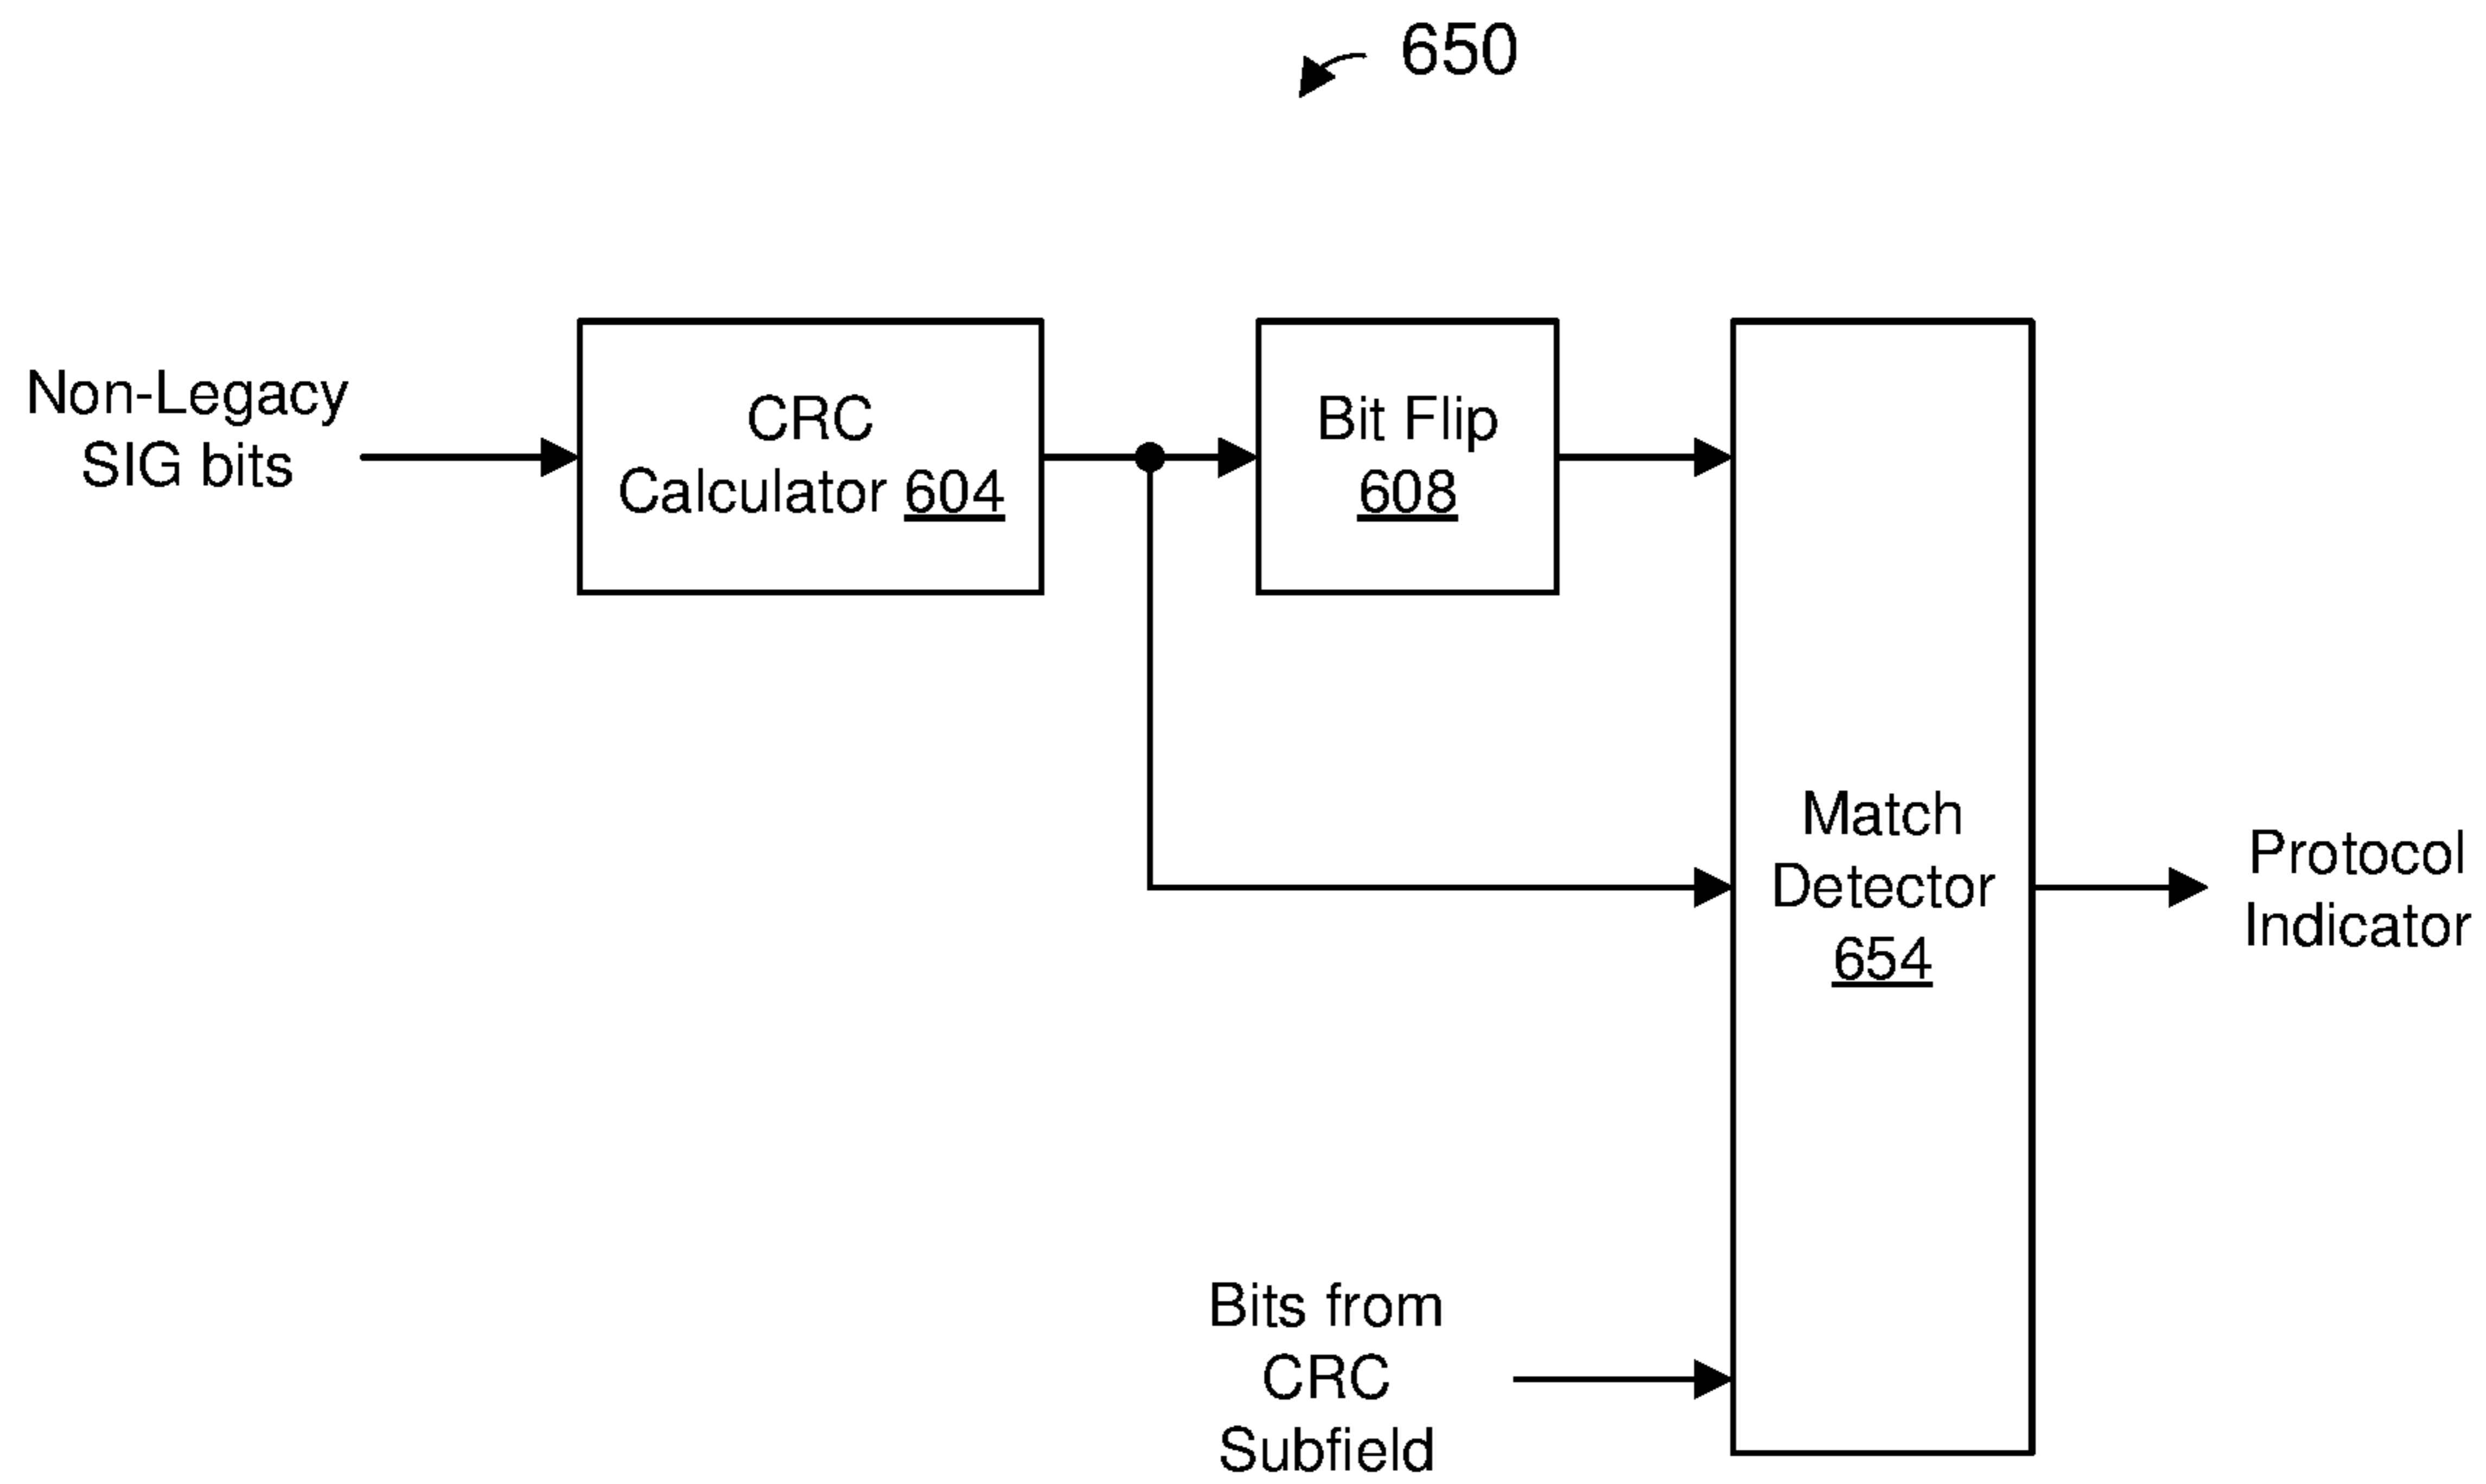 650
Non-Legacy
SIG bits
CRC
Calculator 604
Bit Flip
608
Match
Detector
654
Protocol
Indicator
Bits from
CRC
Subfield